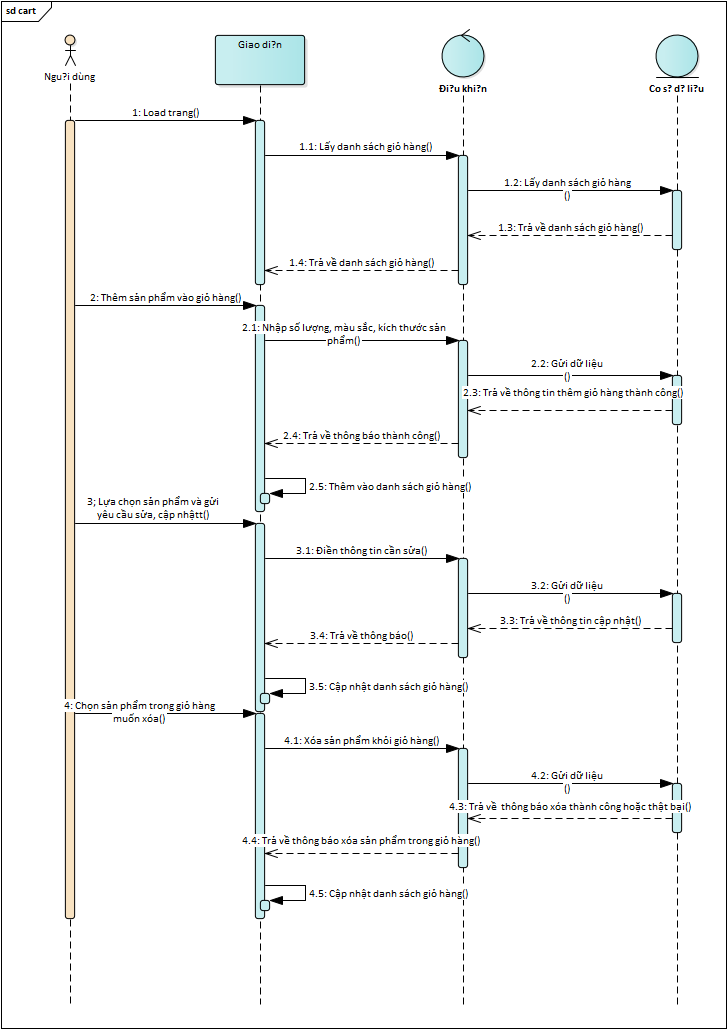 sd cart
Ngu?i dùng
Giao di?n
Đi?u khi?n
Co s? d? li?u
1: Load trang()
1.1: Lấy danh sách giỏ hàng()
1.2: Lấy danh sách giỏ hàng
()
1.3: Trả về danh sách giỏ hàng()
1.4: Trả về danh sách giỏ hàng()
2: Thêm sản phẩm vào giỏ hàng()
2.1: Nhập số lượng, màu sắc, kích thước sản
phẩm()
2.2: Gửi dữ liệu
()
2.3: Trả về thông tin thêm giỏ hàng thành công()
2.4: Trả về thông báo thành công()
2.5: Thêm vào danh sách giỏ hàng()
3; Lựa chọn sản phẩm và gửi
yêu cầu sửa, cập nhậtt()
3.1: Điền thông tin cần sửa()
3.2: Gửi dữ liệu
()
3.3: Trả về thông tin cập nhật()
3.4: Trả về thông báo()
3.5: Cập nhật danh sách giỏ hàng()
4: Chọn sản phẩm trong giỏ hàng
muốn xóa()
4.1: Xóa sản phẩm khỏi giỏ hàng()
4.2: Gửi dữ liệu
()
4.3: Trả về thông báo xóa thành công hoặc thất bại()
4.4: Trả về thông báo xóa sản phẩm trong giỏ hàng()
4.5: Cập nhật danh sách giỏ hàng()